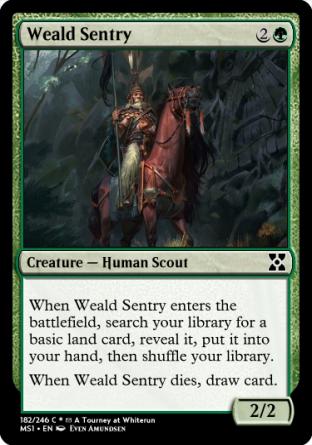 Weald Sentry 2
Creature — Human Scout
When Weald Sentry enters the
battlefield, search your library for a
basic land card, reveal it, put it into
your hand, then shuffle your library.
When Weald Sentry dies, draw card.
2/2
182/246 C * A Tourney at Whiterun
MS1 • EN Even Amundsen